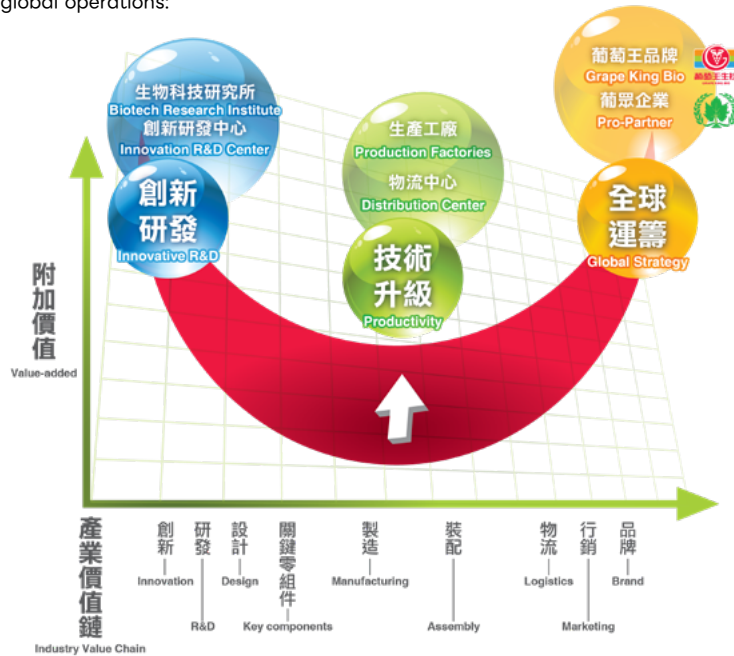 global operations:
生物科技研究所
Biotech Research Institute
創新研發中心
Innovation R&D Center
創新
研發
Innovative R&D
生產工廠
Production Factories
物流中心
Distribution Center
技術
升級
Productivity
葡萄王品牌
Grape King Bio
葡眾企業
Pro-Partner
葡萄王生技
全球
運籌
Global Strategy
附加價值
Value-added
產業價值鏈
Industry Value Chain
創新
Innovation
研發
R&D
設計
Design
關鍵零組件
Key components
製造
Manufacturing
裝配
Assembly
物流
Logistics
行銷
Marketing
品牌
Brand